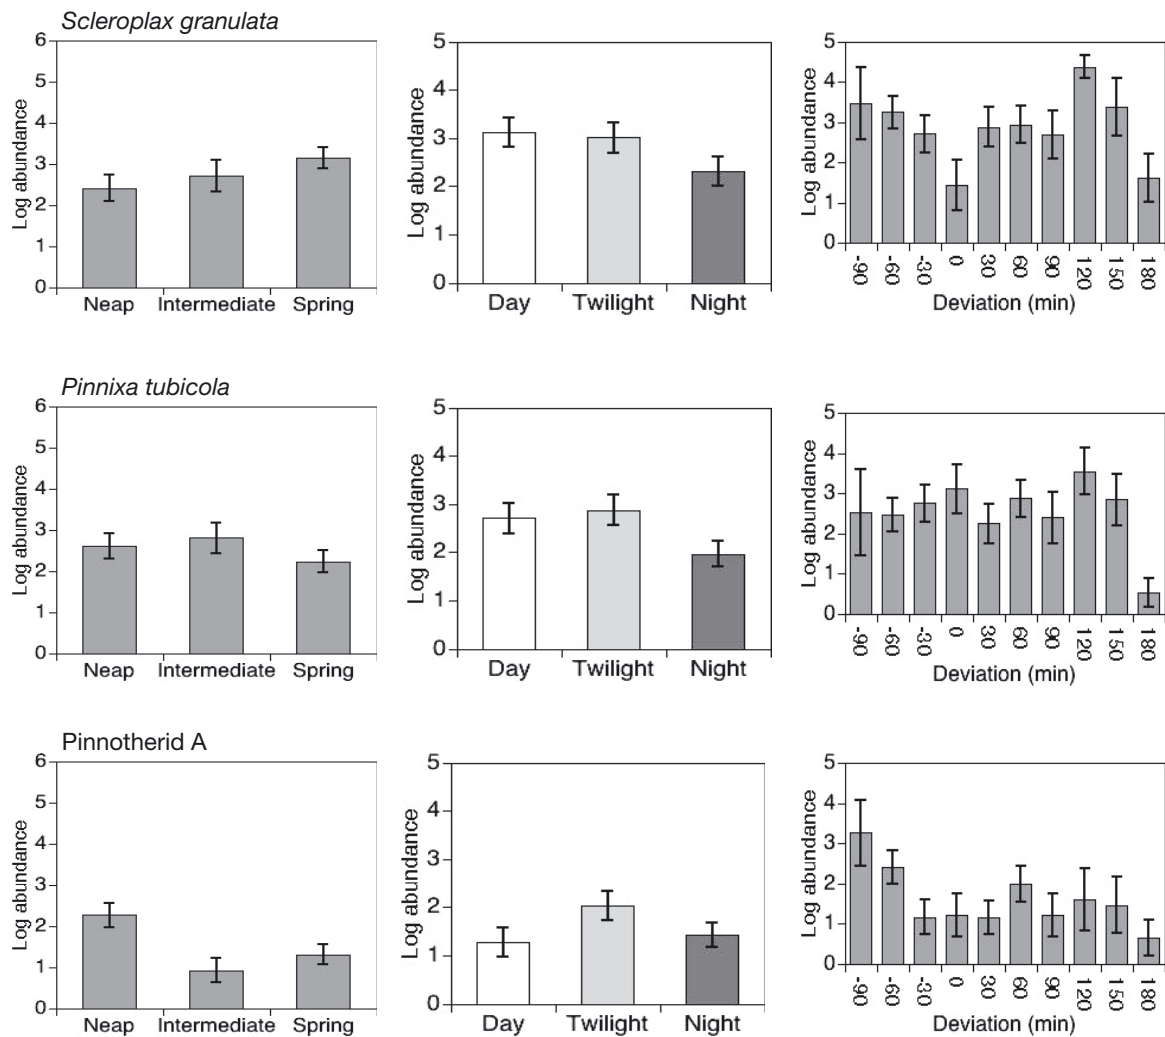 Scleroplax granulata
6
5
4
3
2
1
0
Log abundance
Neap Intermediate Spring
5
4
3
2
1
0
Log abundance
Day Twilight Night
5
4
3
2
1
0
Log abundance
-90 -60 -30 0 30 60 90 120 150 180
Deviation (min)
Pinnixa tubicola
6
5
4
3
2
1
0
Log abundance
Neap Intermediate Spring
5
4
3
2
1
0
Log abundance
Day Twilight Night
5
4
3
2
1
0
Log abundance
-90 -60 -30 0 30 60 90 120 150 180
Deviation (min)
Pinnotherid A
6
5
4
3
2
1
0
Log abundance
Neap Intermediate Spring
5
4
3
2
1
0
Log abundance
Day Twilight Night
5
4
3
2
1
0
Log abundance
-90 -60 -30 0 30 60 90 120 150 180
Deviation (min)